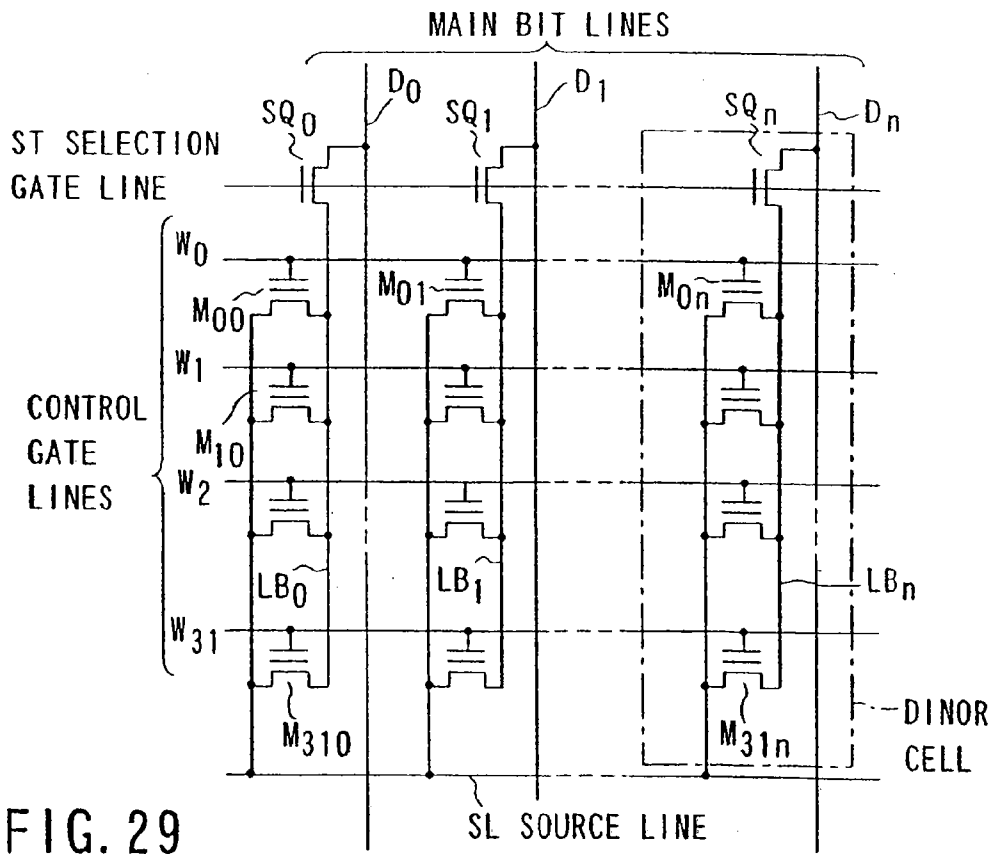 MAIN BIT LINES
D0 D1 Dn
SQ0 SQ1 SQn
ST SELECTION
GATE LINE
W0
M00 M01 M0n
W1
CONTROL
GATE
LINES
M10
W2
LB0 LB1 LBn
W31
M310 M31n
DINOR
CELL
SL SOURCE LINE
FIG. 29